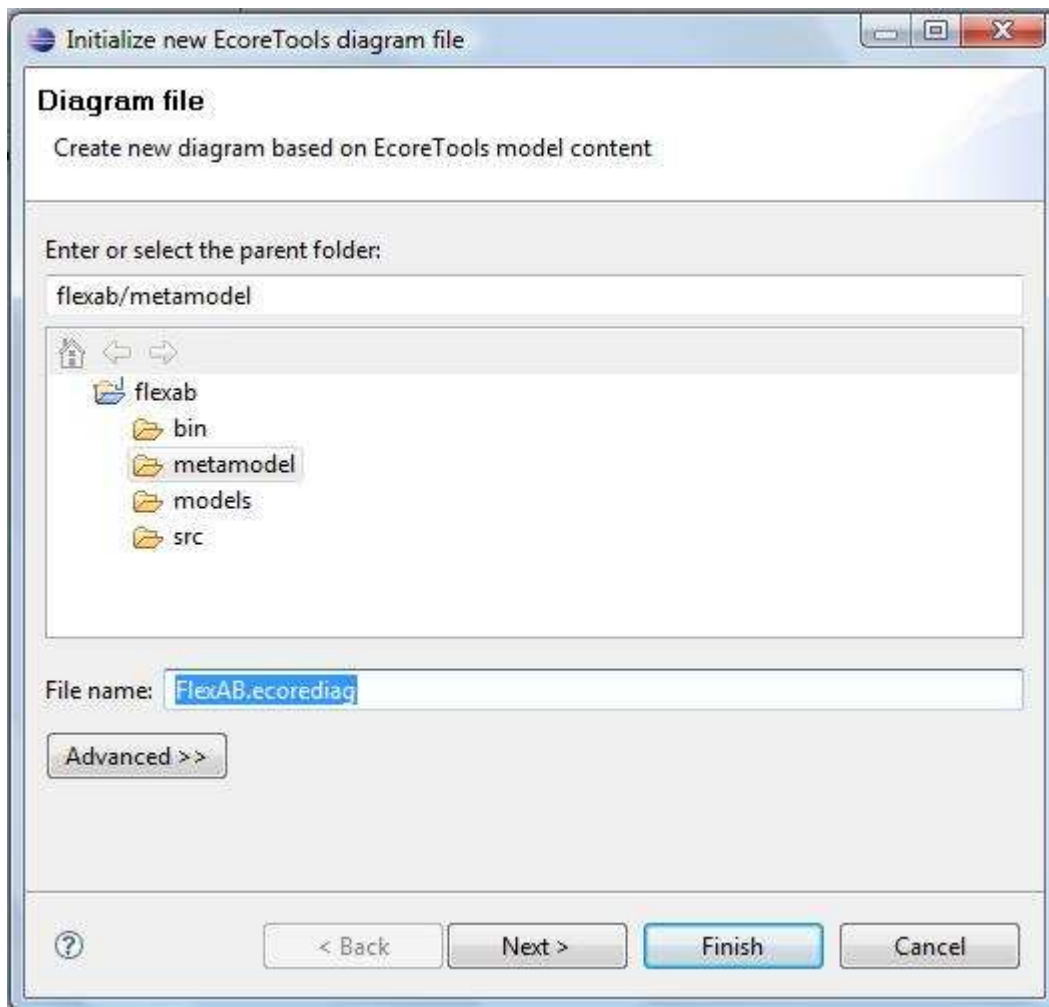 Initialize new EcoreTools diagram file
Diagram file
Create new diagram based on EcoreTools model content
Enter or select the parent folder:
flexab/metamodel
flexab
bin
metamodel
models
src
File name: FlexAB.ecorediag
Advanced >>
? < Back Next > Finish Cancel